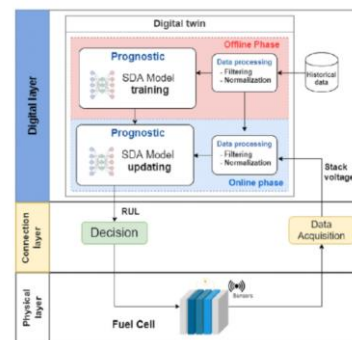 Digital twin
Offline Phase
Prognostic
SDA Model
training
Data processing
- Filtering
- Normalization
Historical
data
Prognostic
SDA Model
updating
Data processing
- Filtering
- Normalization
Online phase
Digital layer
RUL
Stack
voltage
Connection
layer
Decision
Data
Acquisition
Physical
layer
Sensors
Fuel Cell